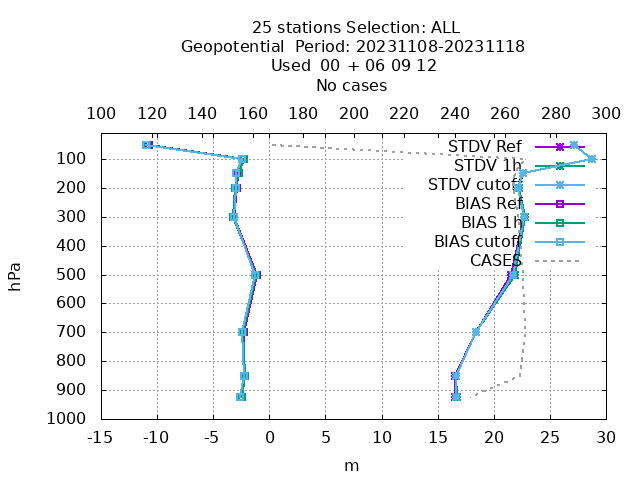 25 stations Selection: ALL
Geopotential  Period: 20231108-20231118
Used  00 + 06 09 12
No cases
100 120 140 160 180 200 220 240 260 280 300
STDV Ref
STDV 1h
STDV cutoff
BIAS Ref
BIAS 1h
BIAS cutoff
CASES
100
200
300
400
500
600
700
800
900
1000
hPa
-15 -10 -5 0 5 10 15 20 25 30
m